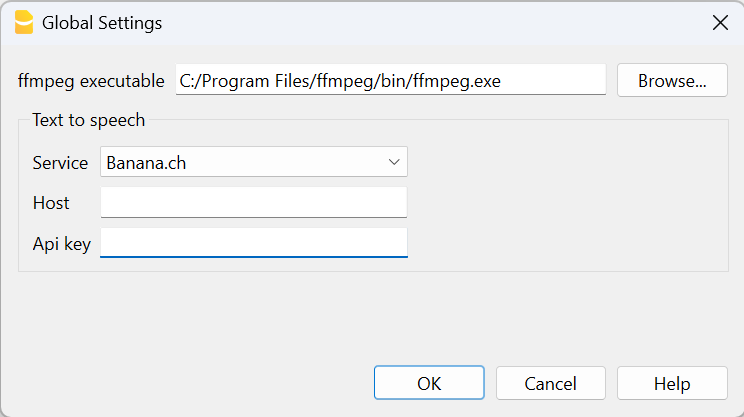 Global Settings
ffmpeg executable C:/Program Files/ffmpeg/bin/ffmpeg.exe Browse...
Text to speech
Service Banana.ch
Host
Api key
OK Cancel Help